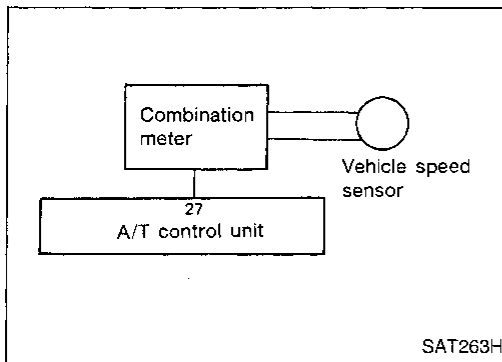 Combination
meter
Vehicle speed
sensor
27
A/T control unit
SAT263H